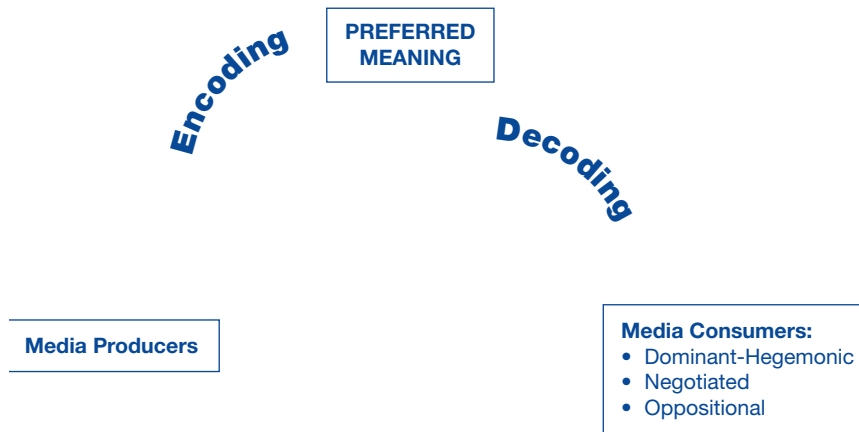 PREFERRED
MEANING
Encoding
Decoding
Media Producers
Media Consumers:
• Dominant-Hegemonic
• Negotiated
• Oppositional